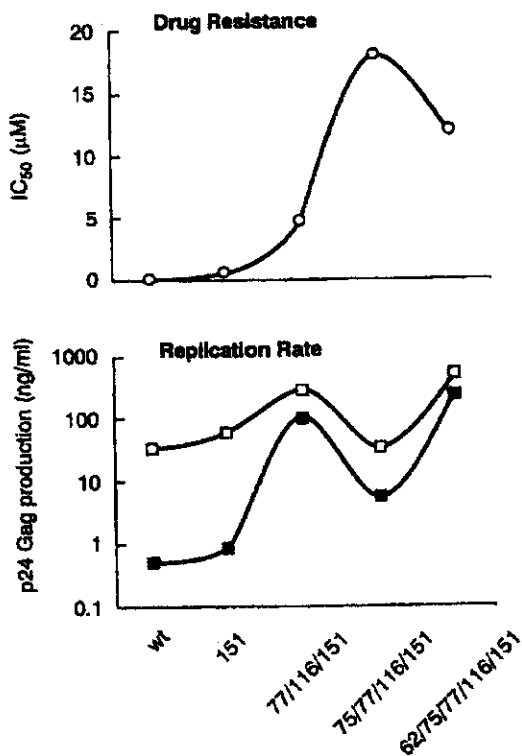 Drug Resistance
IC50 (μM)
20
15
10
5
0
Replication Rate
p24 Gag production (ng/ml)
1000
100
10
1
0.1
wt
151
77/116/151
75/77/116/151
62/75/77/116/151